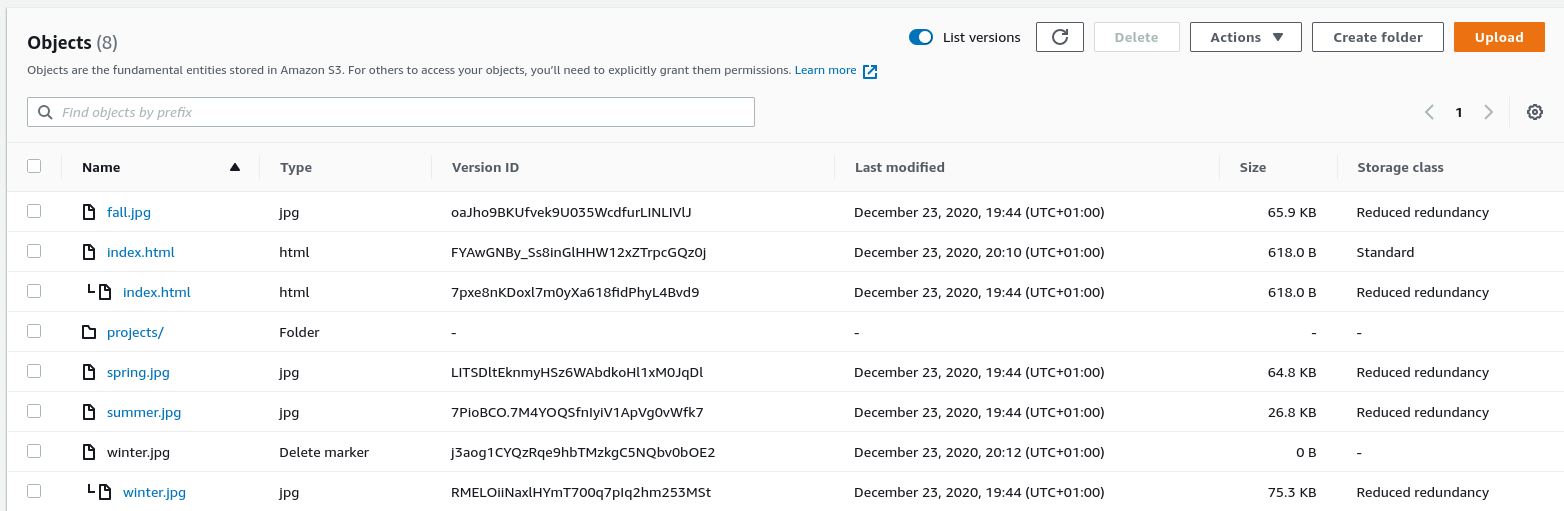 Objects (8)
List versions
Delete
Actions
Create folder
Upload
Objects are the fundamental entities stored in Amazon S3. For others to access your objects, you'll need to explicitly grant them permissions. Learn more
Find objects by prefix
1
Name Type Version ID Last modified Size Storage class
fall.jpg jpg oaJho9BKUfvek9U035WcdfurLINLIVlJ December 23, 2020, 19:44 (UTC+01:00) 65.9 KB Reduced redundancy
index.html html FYAwGNBy_Ss8inGlHHW12xZTrpcGQz0j December 23, 2020, 20:10 (UTC+01:00) 618.0 B Standard
index.html html 7pxe8nKDoxl7m0yXa618fidPhyL4Bvd9 December 23, 2020, 19:44 (UTC+01:00) 618.0 B Reduced redundancy
projects/ Folder - - - -
spring.jpg jpg LITSDltEknmyHSz6WAbdkoHl1xM0JqDl December 23, 2020, 19:44 (UTC+01:00) 64.8 KB Reduced redundancy
summer.jpg jpg 7PioBCO.7M4YOQSfnIyiV1ApVg0vWfk7 December 23, 2020, 19:44 (UTC+01:00) 26.8 KB Reduced redundancy
winter.jpg Delete marker j3aog1CYQzRqe9hbTMzkgC5NQbv0bOE2 December 23, 2020, 20:12 (UTC+01:00) 0 B -
winter.jpg jpg RMELOiiNaxlHYmT700q7pIq2hm253MSt December 23, 2020, 19:44 (UTC+01:00) 75.3 KB Reduced redundancy